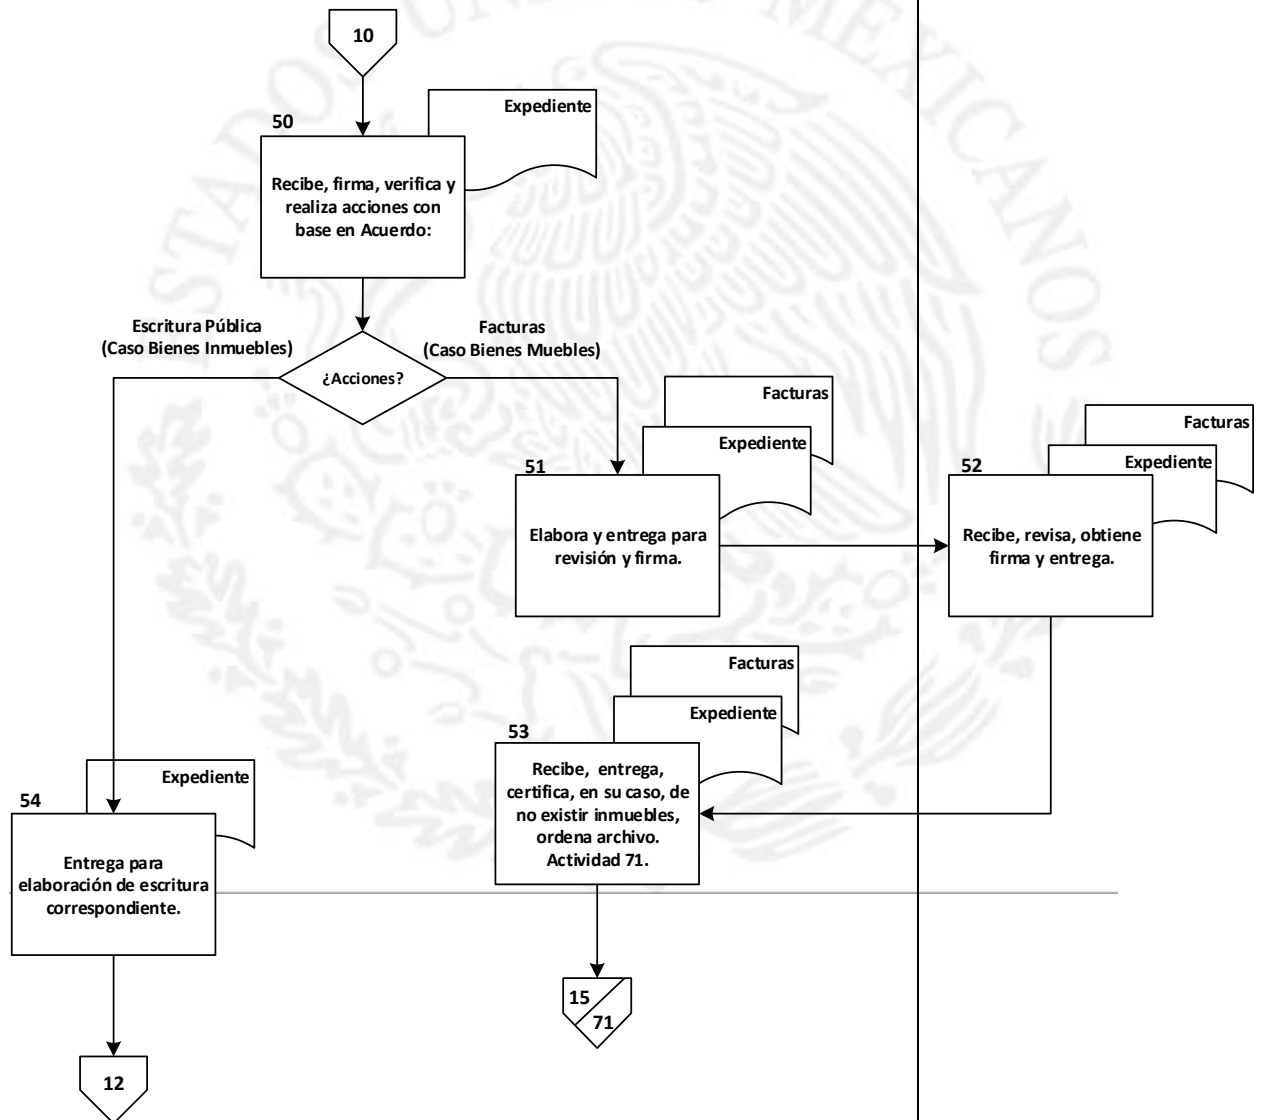 ESTADOS UNIDOS MEXICANOS
10
Expediente
50
Recibe, firma, verifica y
realiza acciones con
base en Acuerdo:
Escritura Pública
(Caso Bienes Inmuebles)
Facturas
(Caso Bienes Muebles)
¿Acciones?
Facturas
Expediente
51
Elabora y entrega para
revisión y firma.
Facturas
Expediente
52
Recibe, revisa, obtiene
firma y entrega.
Facturas
Expediente
53
Recibe, entrega,
certifica, en su caso, de
no existir inmuebles,
ordena archivo.
Actividad 71.
Expediente
54
Entrega para
elaboración de escritura
correspondiente.
15
71
12